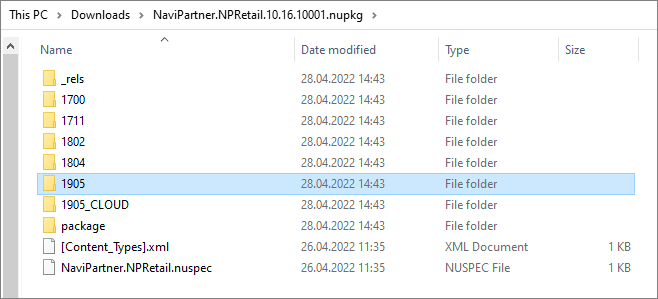 This PC > Downloads > NaviPartner.NPRetail.10.16.10001.nupkg >
Name Date modified Type Size
_rels 28.04.2022 14:43 File folder
1700 28.04.2022 14:43 File folder
1711 28.04.2022 14:43 File folder
1802 28.04.2022 14:43 File folder
1804 28.04.2022 14:43 File folder
1905 28.04.2022 14:43 File folder
1905_CLOUD 28.04.2022 14:43 File folder
package 28.04.2022 14:43 File folder
[Content_Types].xml 26.04.2022 11:35 XML Document 1 KB
NaviPartner.NPRetail.nuspec 26.04.2022 11:35 NUSPEC File 1 KB